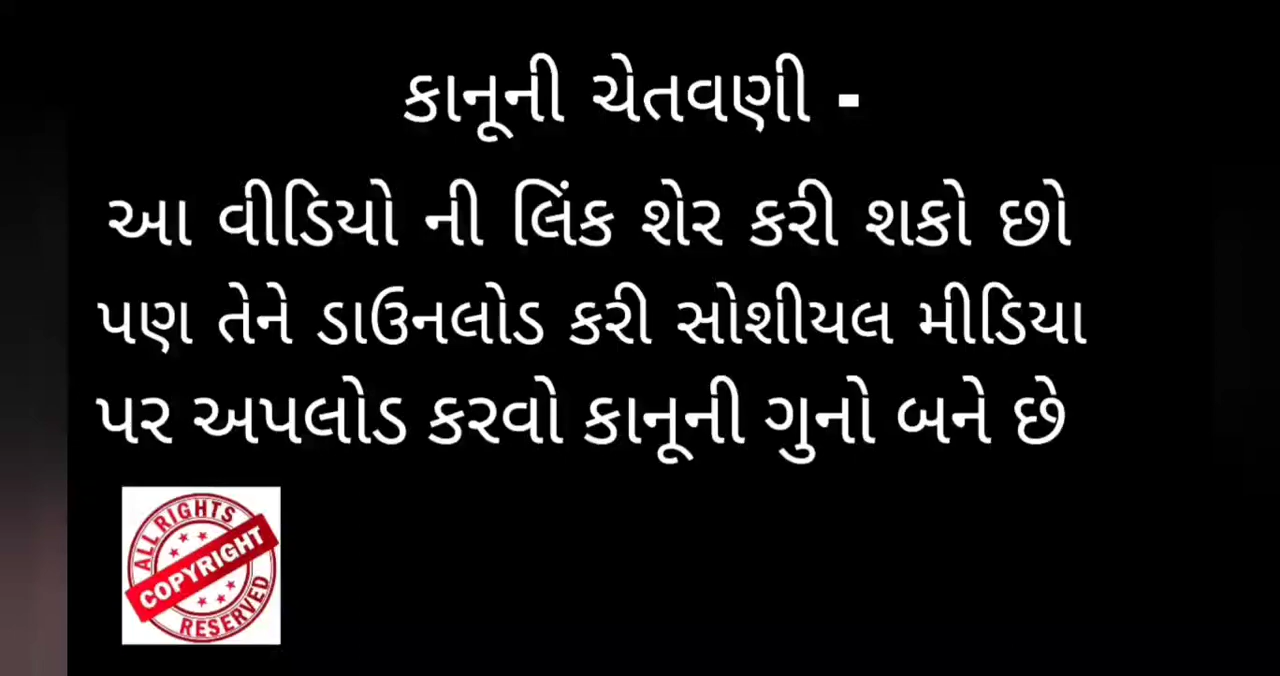 કાનૂની ચેતવણી -
આ વીડિયો ની લિંક શેર કરી શકો છો
પણ તેને ડાઉનલોડ કરી સોશીયલ મીડિયા
પર અપલોડ કરવો કાનૂની ગુનો બને છે
ALL RIGHTS
COPYRIGHT
RESERVED